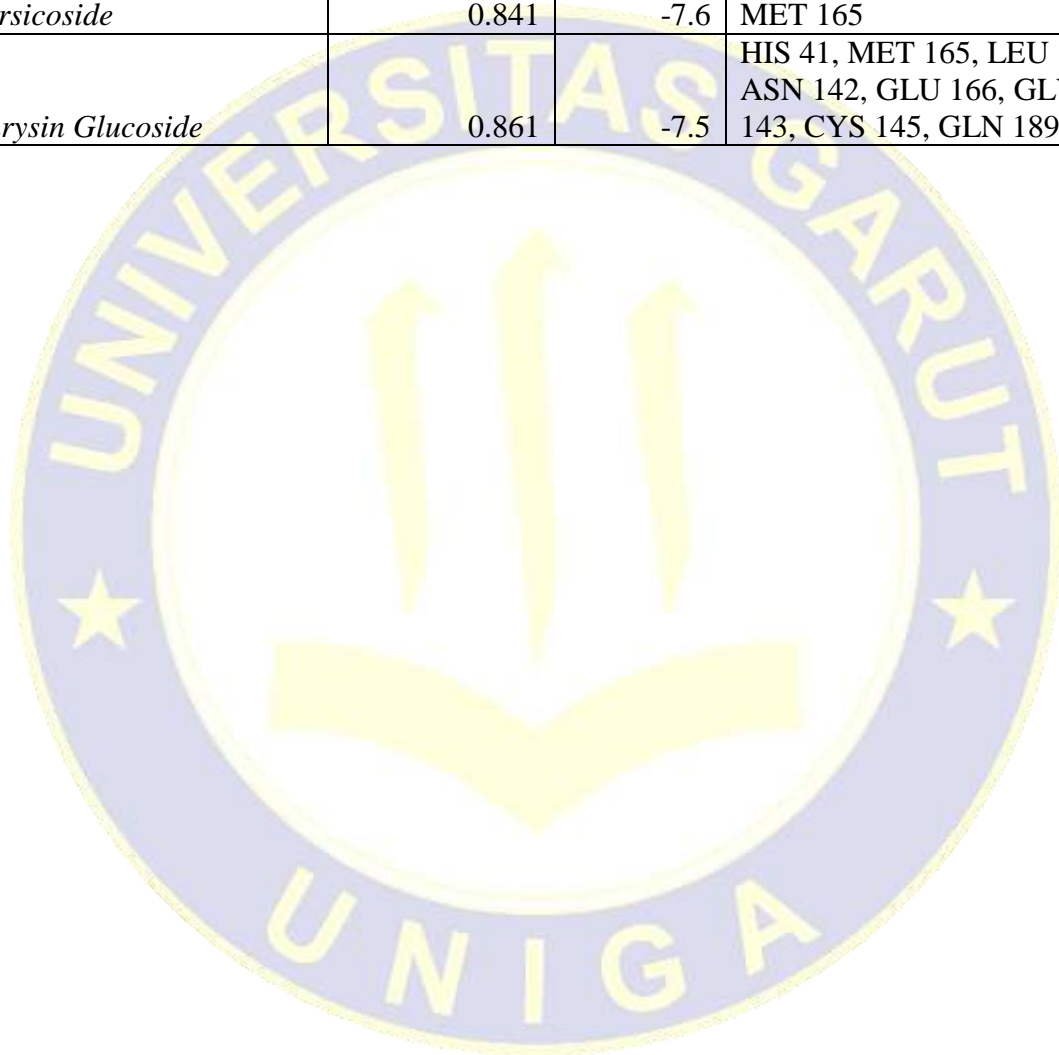 rsicoside 0.841 -7.6 MET 165
HIS 41, MET 165, LEU
ASN 142, GLU 166, GLY
rysin Glucoside 0.861 -7.5 143, CYS 145, GLN 189
UNIVERSITAS GARUT
UNIGA